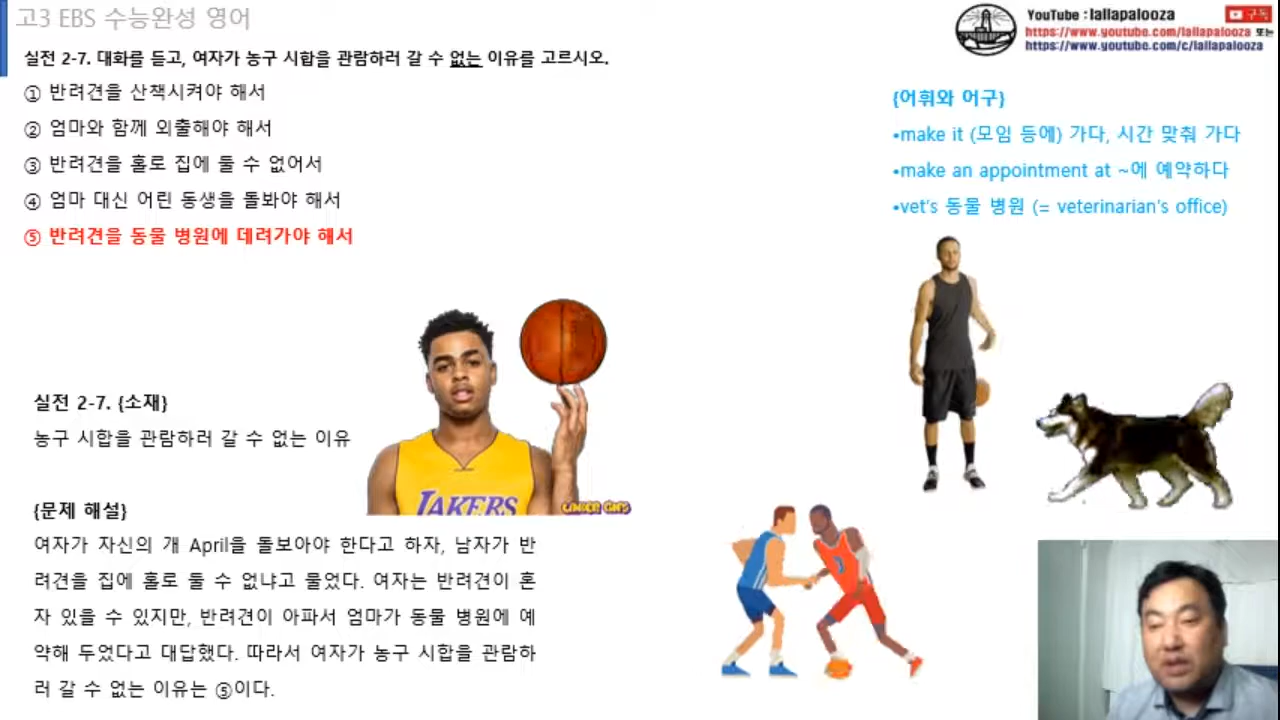 고3 EBS 수능완성 영어
YouTube : lallapalooza
구독
https://www.youtube.com/lallapalooza 또는
https://www.youtube.com/c/lallapalooza
실전 2-7. 대화를 듣고, 여자가 농구 시합을 관람하러 갈 수 없는 이유를 고르시오.
① 반려견을 산책시켜야 해서
② 엄마와 함께 외출해야 해서
③ 반려견을 홀로 집에 둘 수 없어서
④ 엄마 대신 어린 동생을 돌봐야 해서
⑤ 반려견을 동물 병원에 데려가야 해서
{어휘와 어구}
•make it (모임 등에) 가다, 시간 맞춰 가다
•make an appointment at ~에 예약하다
•vet's 동물 병원 (= veterinarian's office)
실전 2-7. {소재}
농구 시합을 관람하러 갈 수 없는 이유
LAKERS
{문제 해설}
여자가 자신의 개 April을 돌보아야 한다고 하자, 남자가 반
려견을 집에 홀로 둘 수 없냐고 물었다. 여자는 반려견이 혼
자 있을 수 있지만, 반려견이 아파서 엄마가 동물 병원에 예
약해 두었다고 대답했다. 따라서 여자가 농구 시합을 관람하
러 갈 수 없는 이유는 ⑤이다.